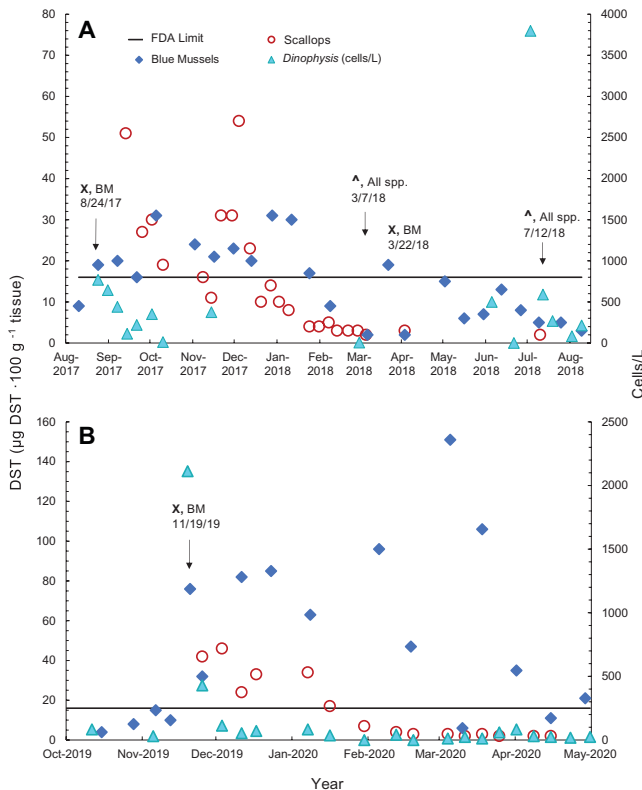 A
FDA Limit
Scallops
Blue Mussels
Dinophysis (cells/L)
X, BM
8/24/17
^, All spp.
3/7/18
X, BM
3/22/18
^, All spp.
7/12/18
80
70
60
50
40
30
20
10
0
4000
3500
3000
2500
2000
1500
1000
500
0
Aug-2017
Sep-2017
Oct-2017
Nov-2017
Dec-2017
Jan-2018
Feb-2018
Mar-2018
Apr-2018
May-2018
Jun-2018
Jul-2018
Aug-2018
DST (µg DST ·100 g -1 tissue)
Cells/L
B
X, BM
11/19/19
160
140
120
100
80
60
40
20
0
2500
2000
1500
1000
500
0
Oct-2019
Nov-2019
Dec-2019
Jan-2020
Feb-2020
Mar-2020
Apr-2020
May-2020
Year